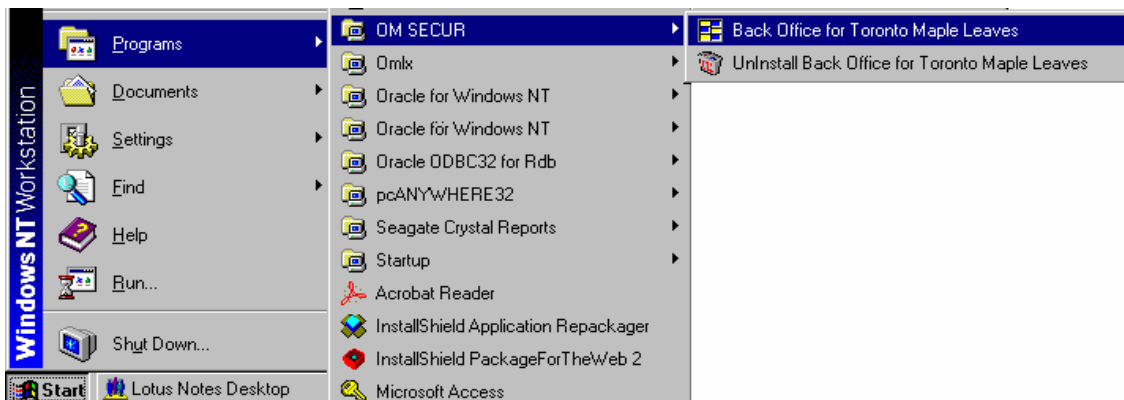 Windows NT Workstation
Programs
Documents
Settings
Find
Help
Run...
Shut Down...
Start
Lotus Notes Desktop
OM SECUR
Omlx
Oracle for Windows NT
Oracle för Windows NT
Oracle ODBC32 for Rdb
pcANYWHERE32
Seagate Crystal Reports
Startup
Acrobat Reader
InstallShield Application Repackager
InstallShield PackageForTheWeb 2
Microsoft Access
Back Office for Toronto Maple Leaves
UnInstall Back Office for Toronto Maple Leaves